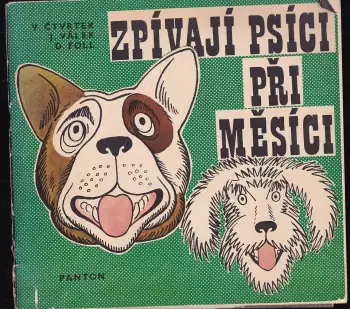 V. ČTVRTEK
J. VÁLEK
D. FOLL
ZPÍVAJÍ PSÍCI
PŘI
MĚSÍCI
PANTON